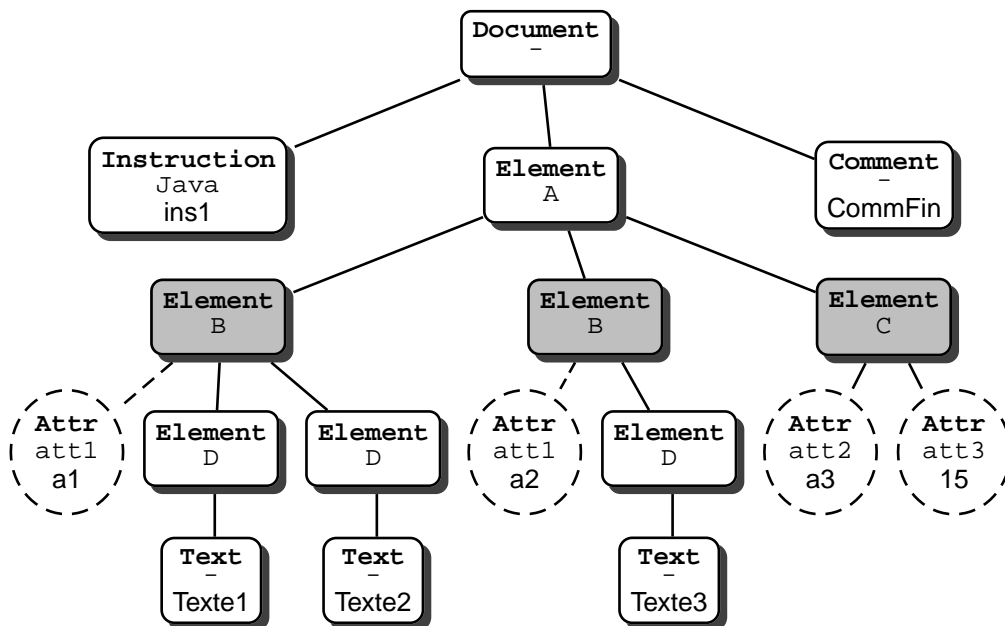 Document
-
Instruction
Java
ins1
Element
A
Comment
-
CommFin
Element
B
Element
B
Element
C
Attr
att1
a1
Element
D
Element
D
Attr
att1
a2
Element
D
Attr
att2
a3
Attr
att3
15
Text
-
Texte1
Text
-
Texte2
Text
-
Texte3